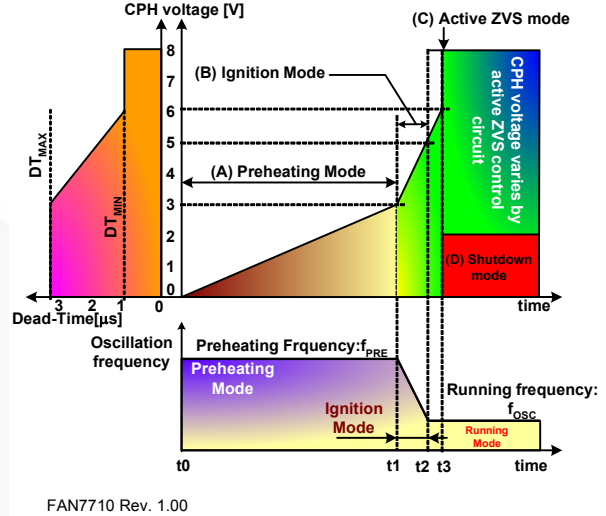 CPH voltage [V]
(C) Active ZVS mode
8
7
6
5
4
3
2
1
0
(B) Ignition Mode
(A) Preheating Mode
CPH voltage varies by
active ZVS control
circuit
(D) Shutdown
mode
DTMAX
DTMIN
3 2 1 0
Dead-Time[µs]
time
Oscillation
frequency
Preheating Frquency:fPRE
Preheating
Mode
Ignition
Mode
Running frequency:
fOSC
Running
Mode
t0 t1 t2 t3 time
FAN7710 Rev. 1.00